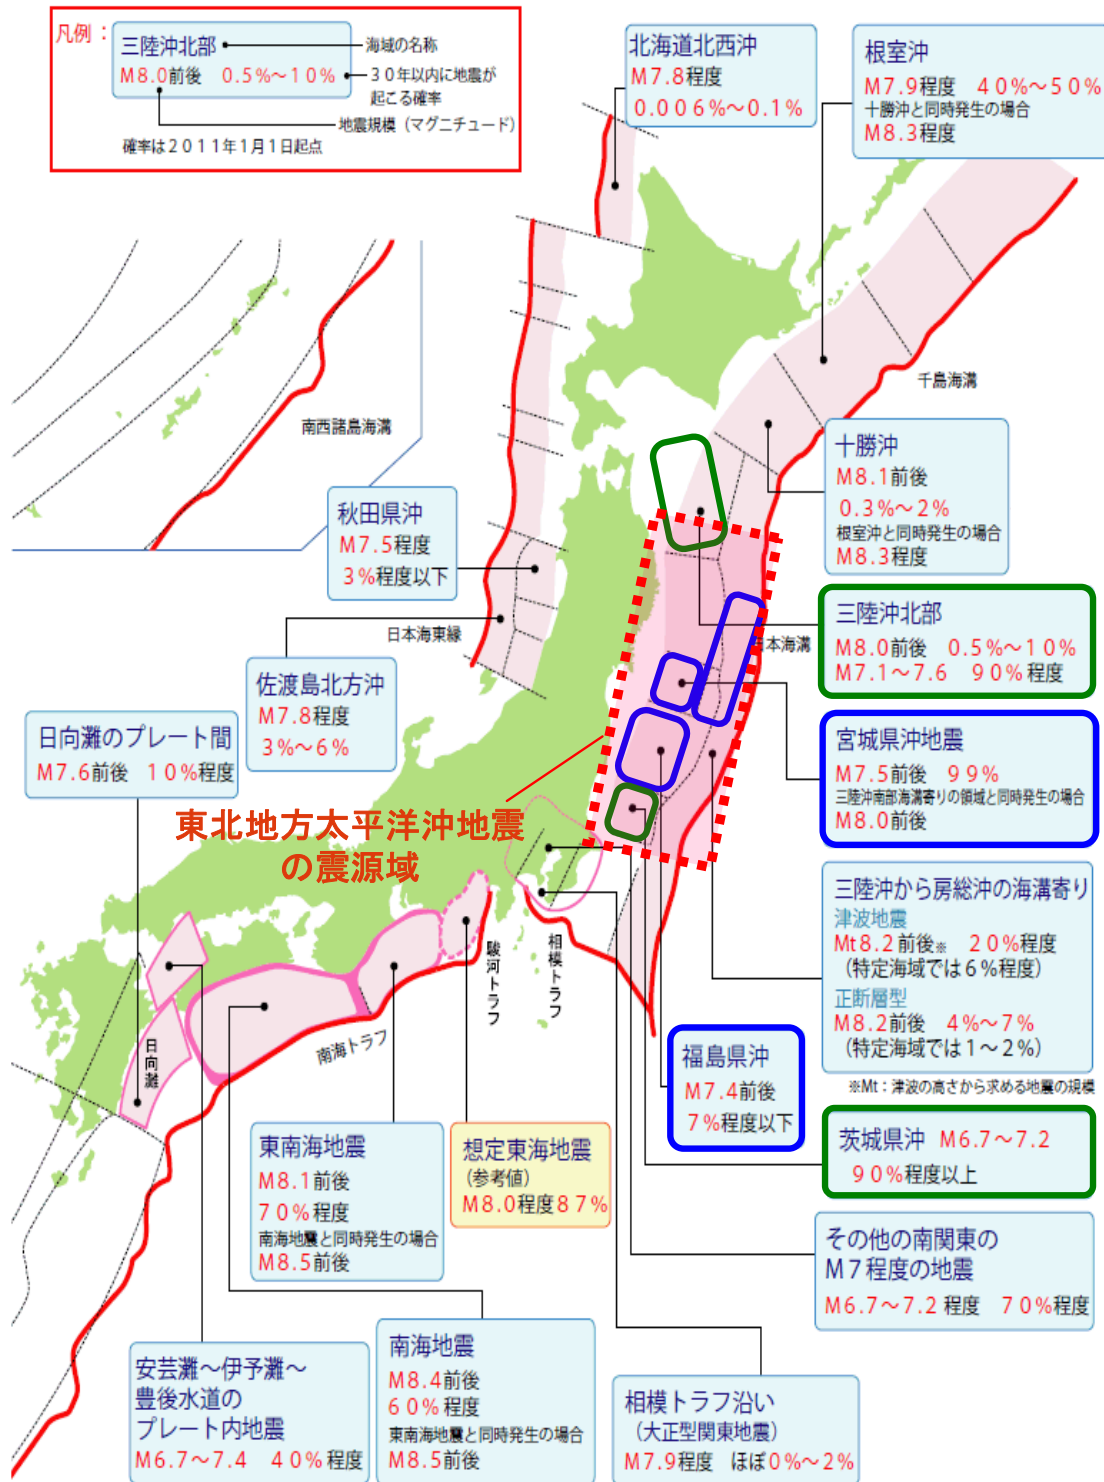 凡例：
三陸沖北部
M8.0前後　0.5%～10%
海域の名称
30年以内に地震が
起こる確率
地震規模（マグニチュード）
確率は2011年1月1日起点
北海道北西沖
M7.8程度
0.006%～0.1%
根室沖
M7.9程度　40%～50%
十勝沖と同時発生の場合
M8.3程度
千島海溝
南西諸島海溝
十勝沖
M8.1前後
0.3%～2%
根室沖と同時発生の場合
M8.3程度
秋田県沖
M7.5程度
3%程度以下
日本海東縁
三陸沖北部
M8.0前後　0.5%～10%
M7.1～7.6　90%程度
本海溝
佐渡島北方沖
M7.8程度
3%～6%
日向灘のプレート間
M7.6前後　10%程度
宮城県沖地震
M7.5前後　99%
三陸沖南部海溝寄りの領域と同時発生の場合
M8.0前後
東北地方太平洋沖地震
の震源域
三陸沖から房総沖の海溝寄り
津波地震
Mt8.2前後※　20%程度
（特定海域では6%程度）
正断層型
M8.2前後　4%～7%
（特定海域では1～2%）
※Mt：津波の高さから求める地震の規模
駿河トラフ
相模トラフ
南海トラフ
日向灘
福島県沖
M7.4前後
7%程度以下
茨城県沖　M6.7～7.2
90%程度以上
東南海地震
M8.1前後
70%程度
南海地震と同時発生の場合
M8.5前後
想定東海地震
（参考値）
M8.0程度87%
その他の南関東の
M7程度の地震
M6.7～7.2程度　70%程度
安芸灘～伊予灘～
豊後水道の
プレート内地震
M6.7～7.4　40%程度
南海地震
M8.4前後
60%程度
東南海地震と同時発生の場合
M8.5前後
相模トラフ沿い
（大正型関東地震）
M7.9程度　ほぼ0%～2%